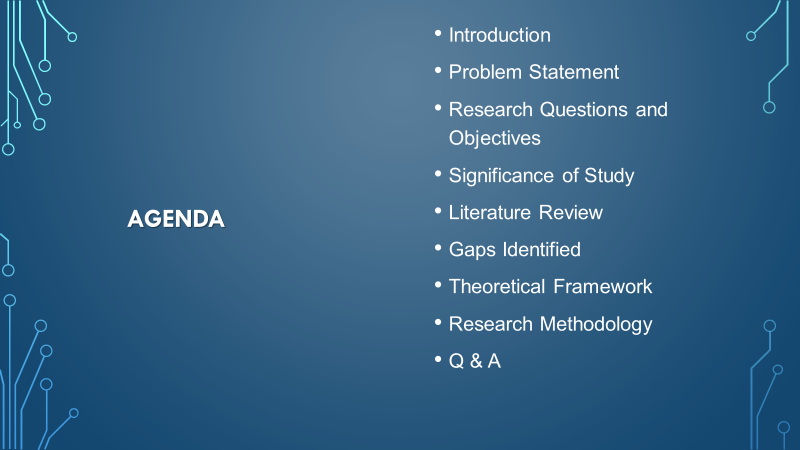 AGENDA
• Introduction
• Problem Statement
• Research Questions and
Objectives
• Significance of Study
• Literature Review
• Gaps Identified
• Theoretical Framework
• Research Methodology
• Q & A